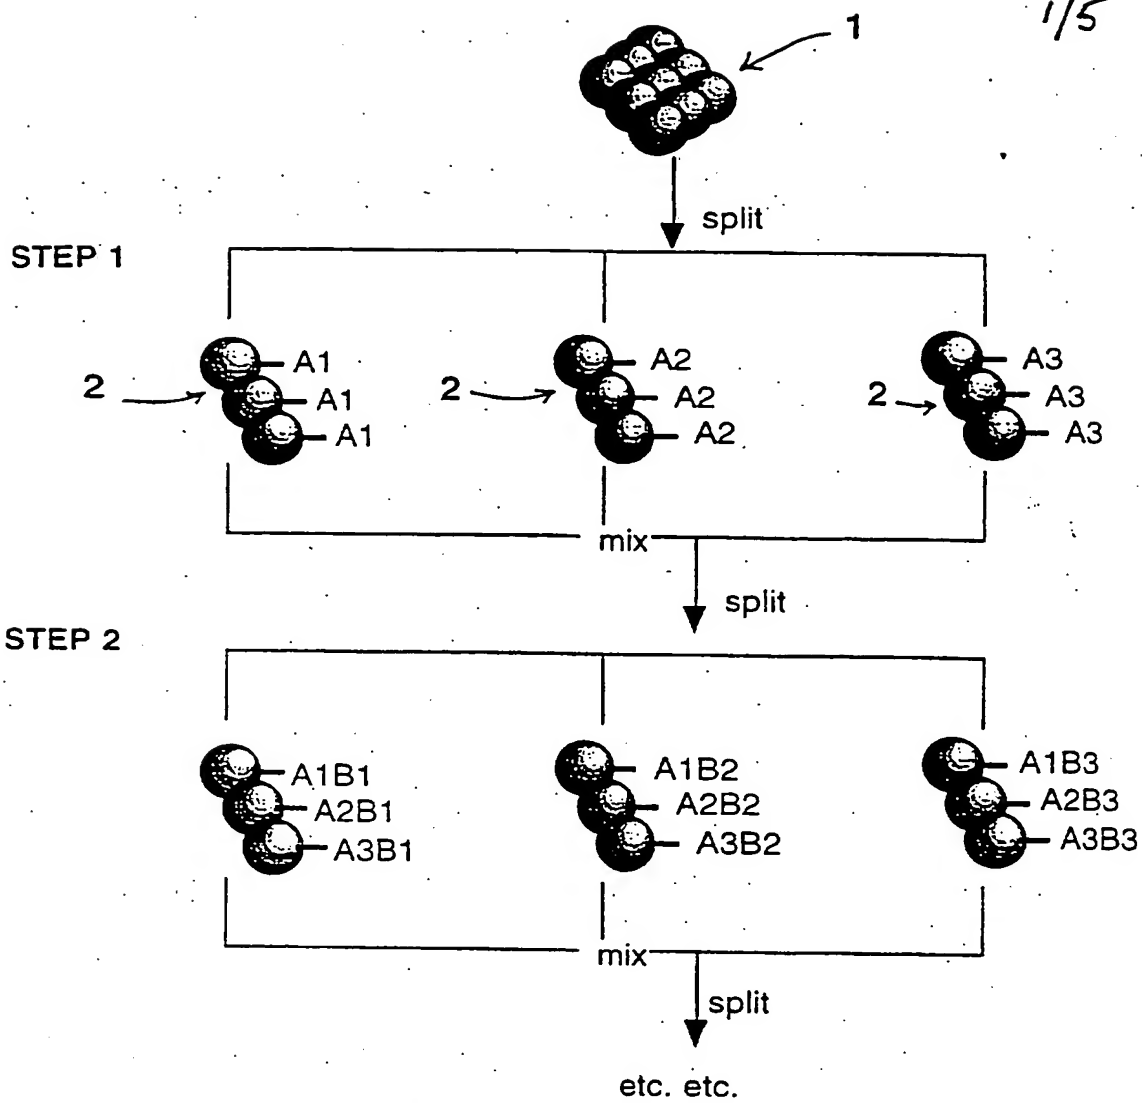 1/5
1
split
STEP 1
A1 A2 A3
2 A1 2 A2 2 A3
A1 A2 A3
mix
split
STEP 2
A1B1 A1B2 A1B3
A2B1 A2B2 A2B3
A3B1 A3B2 A3B3
mix
split
etc. etc.